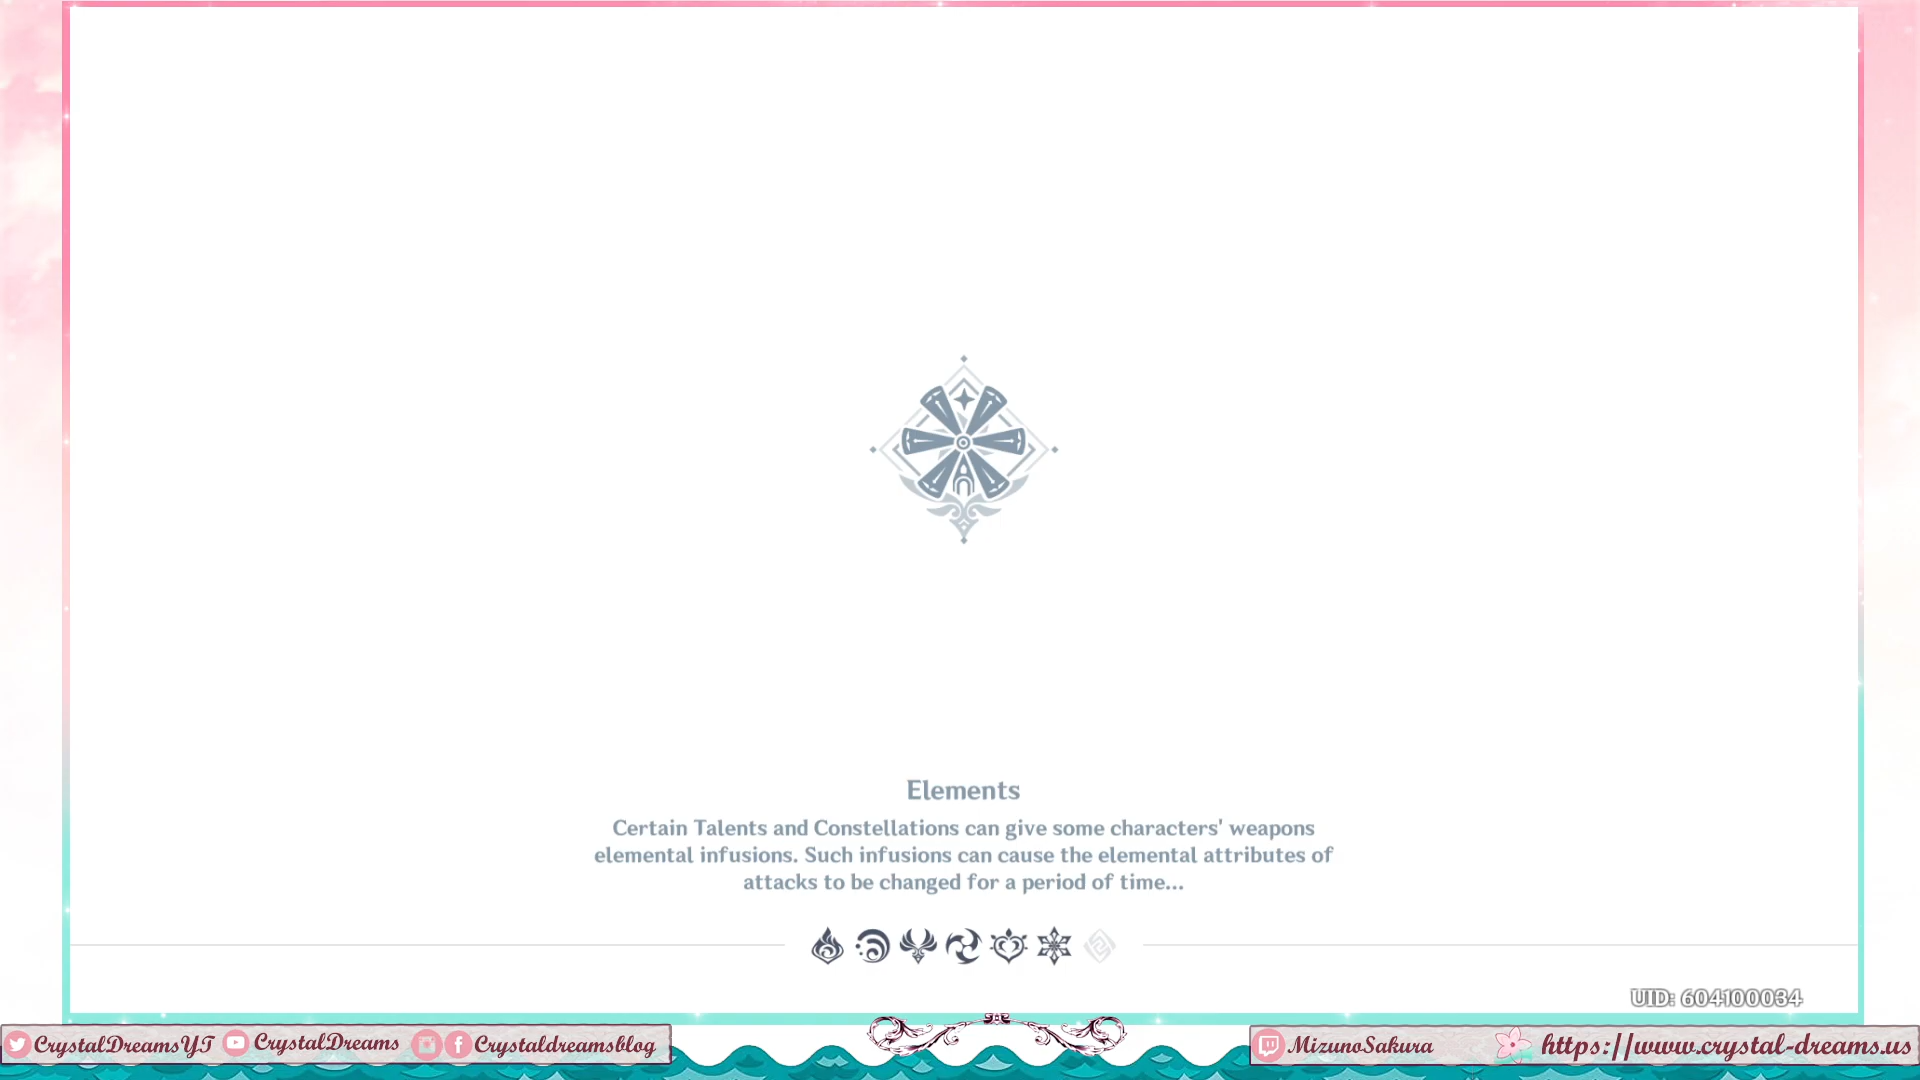 Elements
Certain Talents and Constellations can give some characters' weapons
elemental infusions. Such infusions can cause the elemental attributes of
attacks to be changed for a period of time...
UID: 604100034
CrystalDreamsYT CrystalDreams Crystaldreamsblog MizunoSakura https://www.crystal-dreams.us